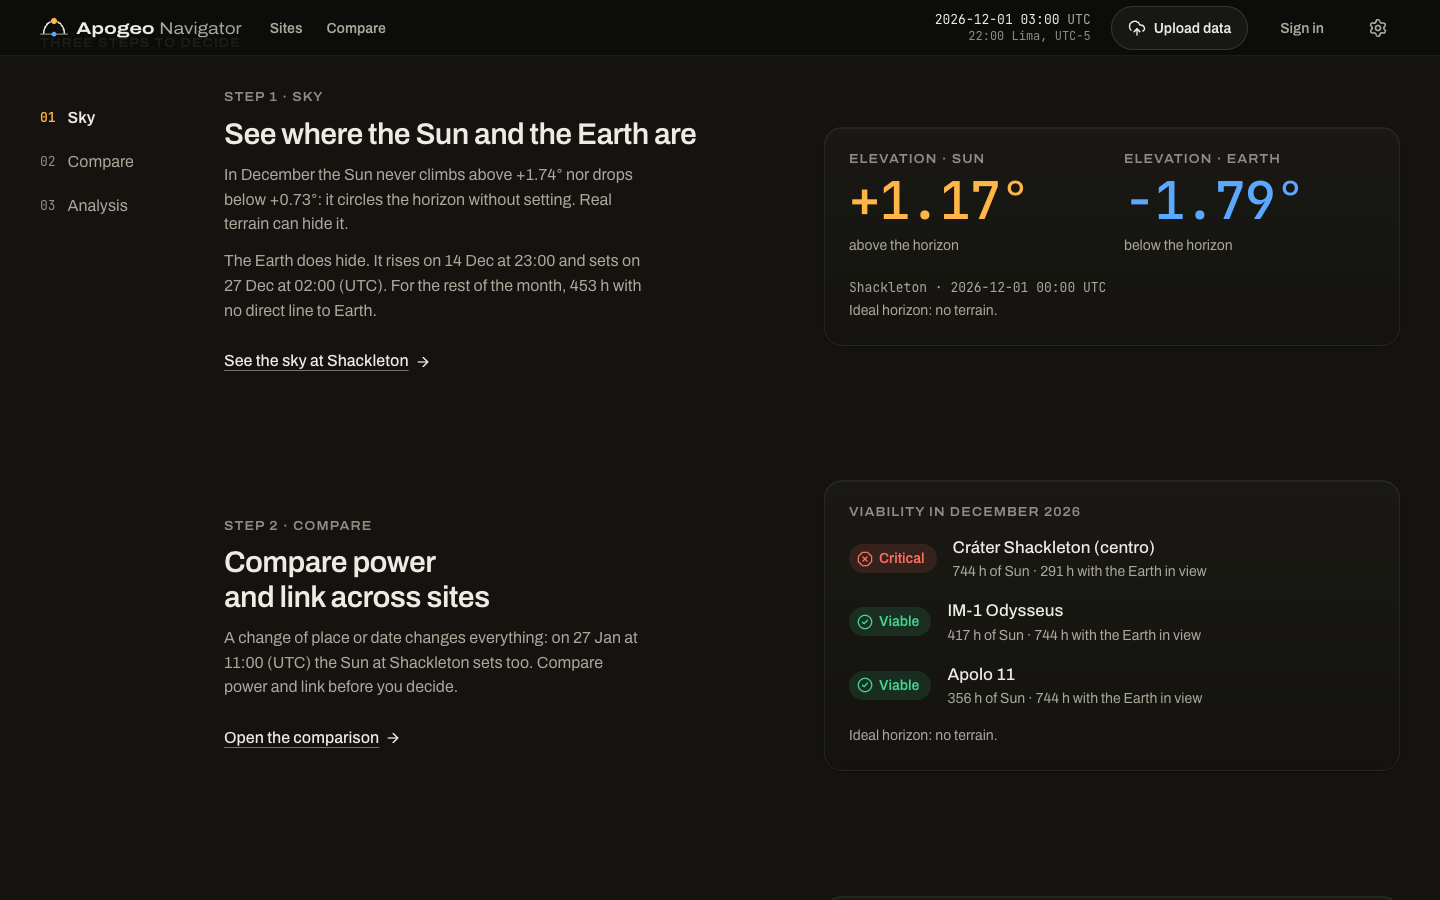 Apogeo Navigator
Sites
Compare
2026-12-01 03:00 UTC
22:00 Lima, UTC-5
Upload data
Sign in
THREE STEPS TO DECIDE
01 Sky
02 Compare
03 Analysis
STEP 1 · SKY
See where the Sun and the Earth are
In December the Sun never climbs above +1.74° nor drops
below +0.73°: it circles the horizon without setting. Real
terrain can hide it.
The Earth does hide. It rises on 14 Dec at 23:00 and sets on
27 Dec at 02:00 (UTC). For the rest of the month, 453 h with
no direct line to Earth.
See the sky at Shackleton →
ELEVATION · SUN
+1.17°
above the horizon
ELEVATION · EARTH
-1.79°
below the horizon
Shackleton · 2026-12-01 00:00 UTC
Ideal horizon: no terrain.
STEP 2 · COMPARE
Compare power
and link across sites
A change of place or date changes everything: on 27 Jan at
11:00 (UTC) the Sun at Shackleton sets too. Compare
power and link before you decide.
Open the comparison →
VIABILITY IN DECEMBER 2026
Critical
Cráter Shackleton (centro)
744 h of Sun · 291 h with the Earth in view
Viable
IM-1 Odysseus
417 h of Sun · 744 h with the Earth in view
Viable
Apolo 11
356 h of Sun · 744 h with the Earth in view
Ideal horizon: no terrain.